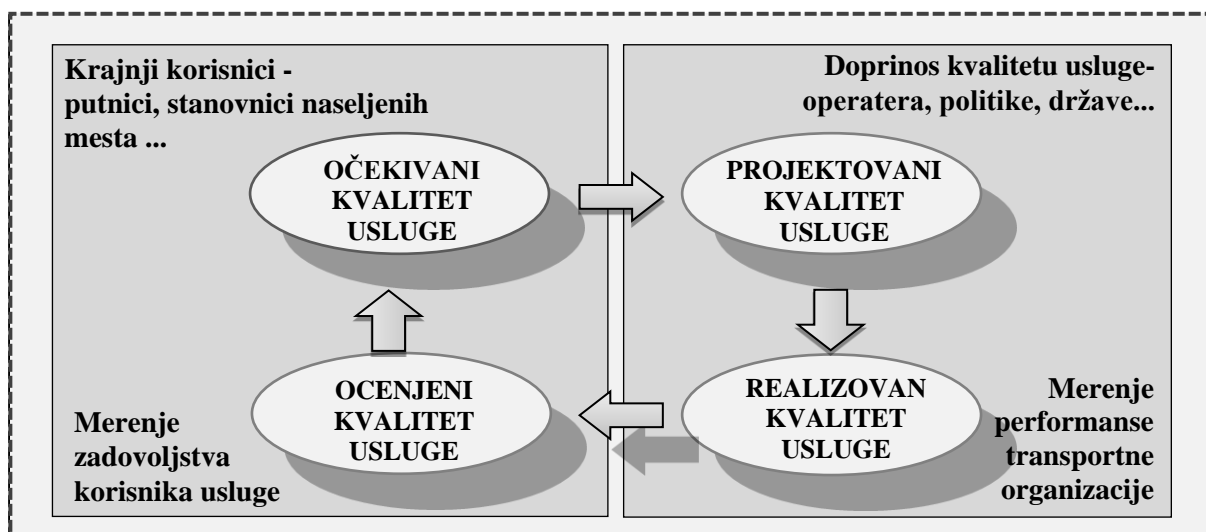 Krajnji korisnici -
putnici, stanovnici naseljenih
mesta ...
Doprinos kvalitetu usluge-
operatera, politike, države...
OČEKIVANI
KVALITET
USLUGE
PROJEKTOVANI
KVALITET
USLUGE
OCENJENI
KVALITET
USLUGE
REALIZOVAN
KVALITET
USLUGE
Merenje
zadovoljstva
korisnika usluge
Merenje
performanse
transportne
organizacije